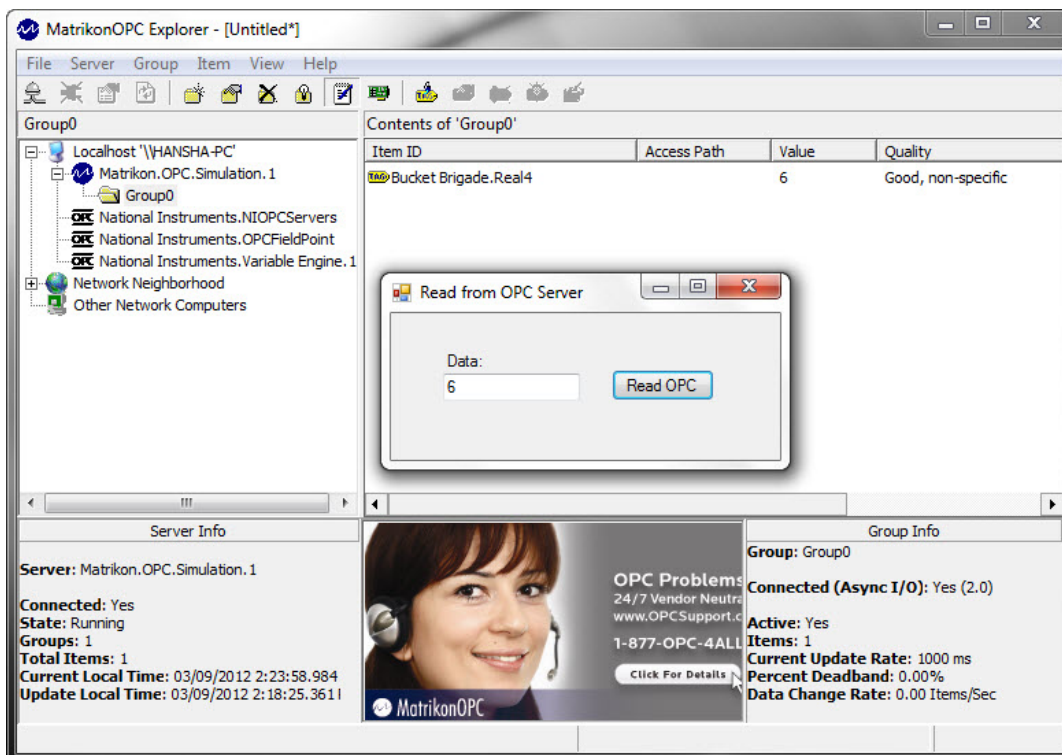 MatrikonOPC Explorer - [Untitled*]
File Server Group Item View Help
Group0
Contents of 'Group0'
Localhost '\\HANSHA-PC'
Matrikon.OPC.Simulation.1
Group0
National Instruments.NIOPCServers
National Instruments.OPCFieldPoint
National Instruments.Variable Engine.1
Network Neighborhood
Other Network Computers
Item ID Access Path Value Quality
Bucket Brigade.Real4 6 Good, non-specific
Read from OPC Server
Data:
6 Read OPC
Server Info
Server: Matrikon.OPC.Simulation.1
Connected: Yes
State: Running
Groups: 1
Total Items: 1
Current Local Time: 03/09/2012 2:23:58.984
Update Local Time: 03/09/2012 2:18:25.361
OPC Problems
24/7 Vendor Neutra
www.OPCSupport.c
1-877-OPC-4ALL
Click For Details
MatrikonOPC
Group Info
Group: Group0
Connected (Async I/O): Yes (2.0)
Active: Yes
Items: 1
Current Update Rate: 1000 ms
Percent Deadband: 0.00%
Data Change Rate: 0.00 Items/Sec